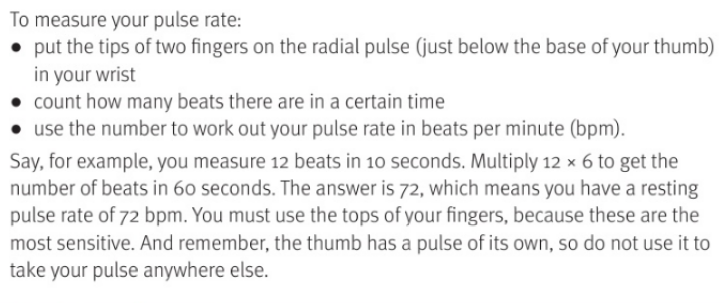 To measure your pulse rate:
● put the tips of two fingers on the radial pulse (just below the base of your thumb)
in your wrist
● count how many beats there are in a certain time
● use the number to work out your pulse rate in beats per minute (bpm).
Say, for example, you measure 12 beats in 10 seconds. Multiply 12 × 6 to get the
number of beats in 60 seconds. The answer is 72, which means you have a resting
pulse rate of 72 bpm. You must use the tops of your fingers, because these are the
most sensitive. And remember, the thumb has a pulse of its own, so do not use it to
take your pulse anywhere else.